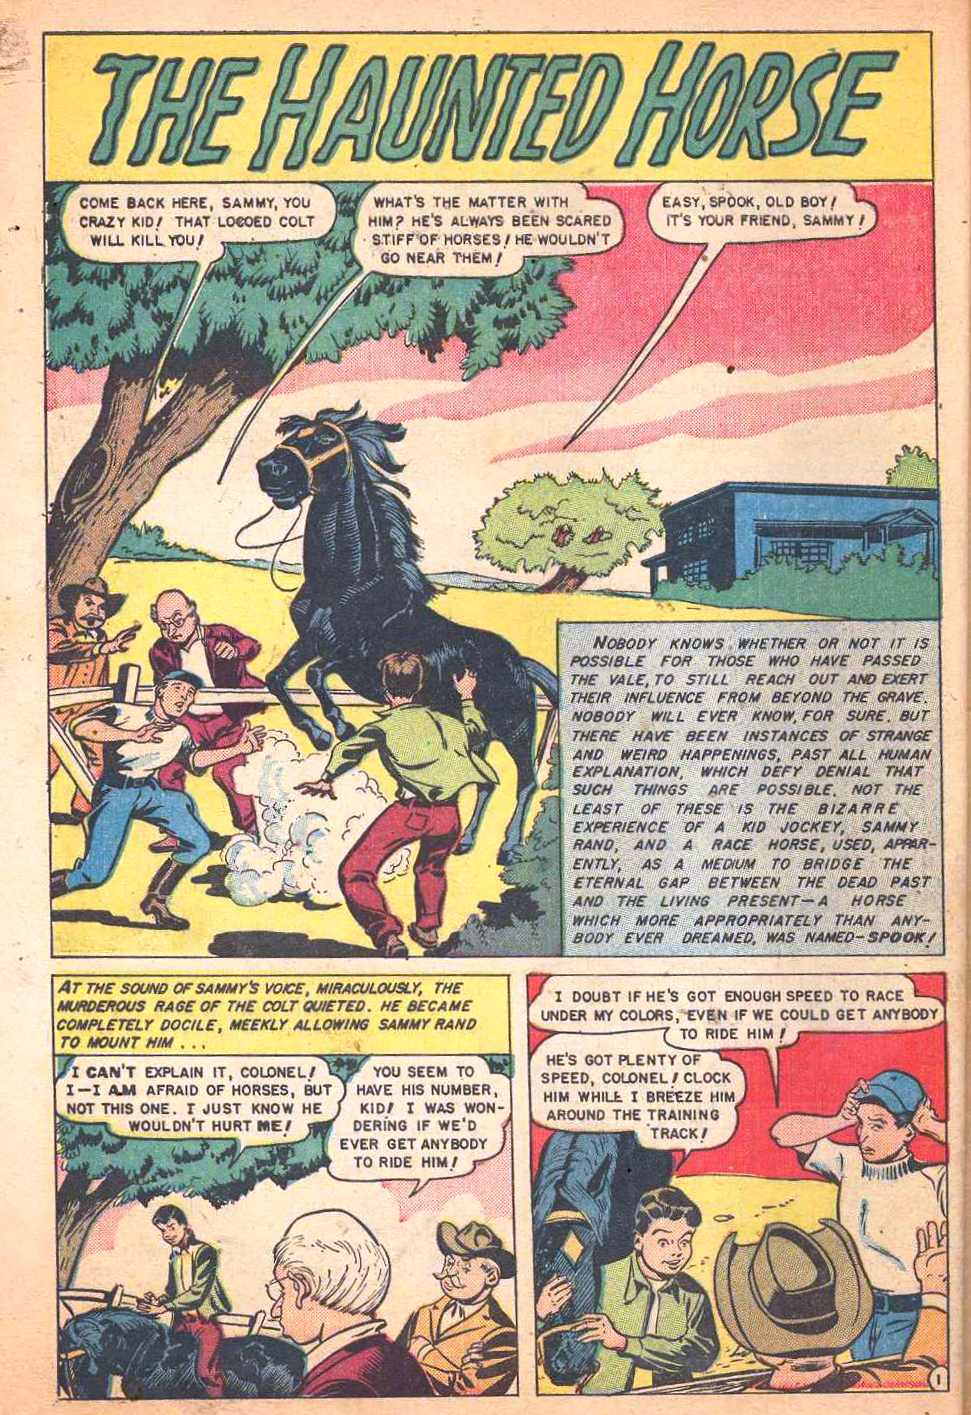 THE HAUNTED HORSE
COME BACK HERE, SAMMY, YOU
CRAZY KID! THAT LOCOED COLT
WILL KILL YOU!
WHAT'S THE MATTER WITH
HIM? HE'S ALWAYS BEEN SCARED
STIFF OF HORSES! HE WOULDN'T
GO NEAR THEM!
EASY, SPOOK, OLD BOY!
IT'S YOUR FRIEND, SAMMY!
NOBODY KNOWS WHETHER OR NOT IT IS
POSSIBLE FOR THOSE WHO HAVE PASSED
THE VALE, TO STILL REACH OUT AND EXERT
THEIR INFLUENCE FROM BEYOND THE GRAVE.
NOBODY WILL EVER KNOW, FOR SURE. BUT
THERE HAVE BEEN INSTANCES OF STRANGE
AND WEIRD HAPPENINGS, PAST ALL HUMAN
EXPLANATION, WHICH DEFY DENIAL THAT
SUCH THINGS ARE POSSIBLE. NOT THE
LEAST OF THESE IS THE BIZARRE
EXPERIENCE OF A KID JOCKEY, SAMMY
RAND, AND A RACE HORSE, USED, APPAR-
ENTLY, AS A MEDIUM TO BRIDGE THE
ETERNAL GAP BETWEEN THE DEAD PAST
AND THE LIVING PRESENT—A HORSE
WHICH MORE APPROPRIATELY THAN ANY-
BODY EVER DREAMED, WAS NAMED—SPOOK!
AT THE SOUND OF SAMMY'S VOICE, MIRACULOUSLY, THE
MURDEROUS RAGE OF THE COLT QUIETED. HE BECAME
COMPLETELY DOCILE, MEEKLY ALLOWING SAMMY RAND
TO MOUNT HIM . . .
I CAN'T EXPLAIN IT, COLONEL!
I—I AM AFRAID OF HORSES, BUT
NOT THIS ONE. I JUST KNOW HE
WOULDN'T HURT ME!
YOU SEEM TO
HAVE HIS NUMBER,
KID! I WAS WON-
DERING IF WE'D
EVER GET ANYBODY
TO RIDE HIM!
I DOUBT IF HE'S GOT ENOUGH SPEED TO RACE
UNDER MY COLORS, EVEN IF WE COULD GET ANYBODY
TO RIDE HIM!
HE'S GOT PLENTY OF
SPEED, COLONEL! CLOCK
HIM WHILE I BREEZE HIM
AROUND THE TRAINING
TRACK!
1